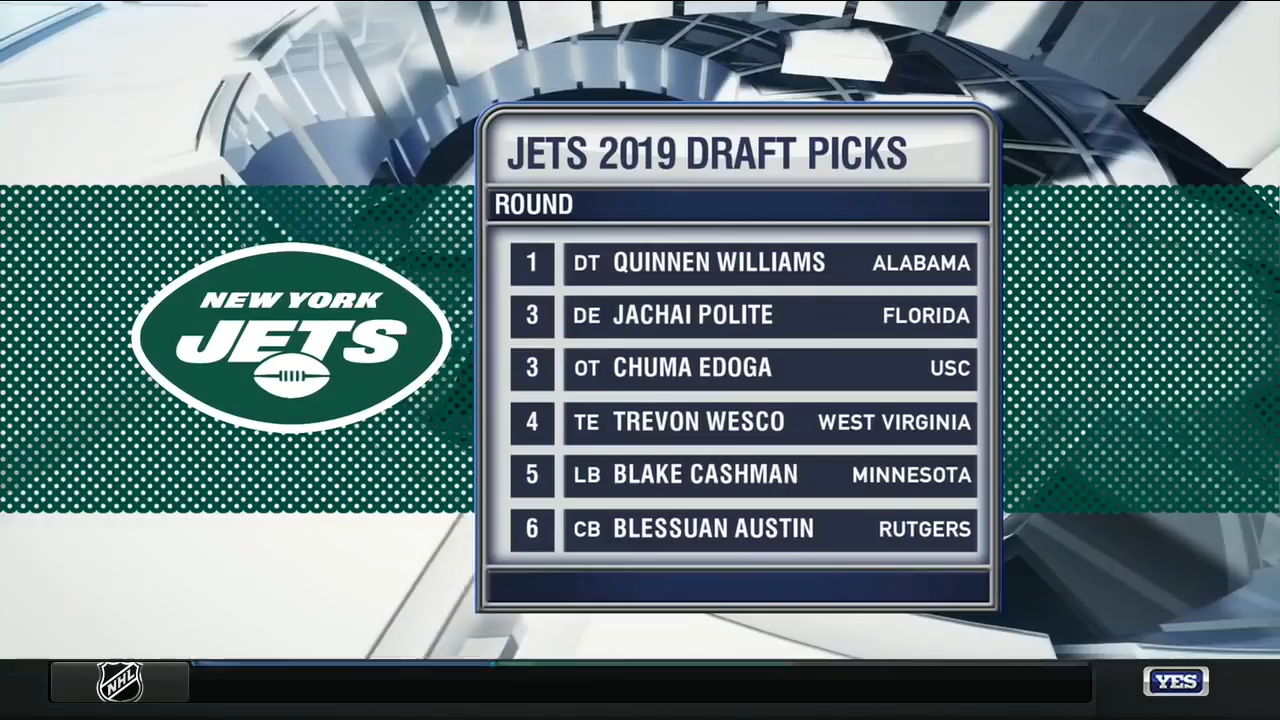 JETS 2019 DRAFT PICKS
ROUND
1 DT QUINNEN WILLIAMS ALABAMA
3 DE JACHAI POLITE FLORIDA
3 OT CHUMA EDOGA USC
4 TE TREVON WESCO WEST VIRGINIA
5 LB BLAKE CASHMAN MINNESOTA
6 CB BLESSUAN AUSTIN RUTGERS
NEW YORK
JETS
NHL
YES